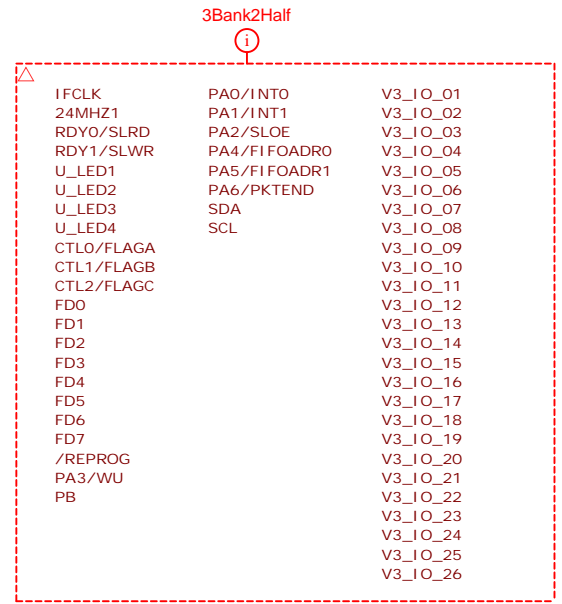 3Bank2Half
i
IFCLK PA0/INT0 V3_IO_01
24MHZ1 PA1/INT1 V3_IO_02
RDY0/SLRD PA2/SLOE V3_IO_03
RDY1/SLWR PA4/FIFOADR0 V3_IO_04
U_LED1 PA5/FIFOADR1 V3_IO_05
U_LED2 PA6/PKTEND V3_IO_06
U_LED3 SDA V3_IO_07
U_LED4 SCL V3_IO_08
CTL0/FLAGA V3_IO_09
CTL1/FLAGB V3_IO_10
CTL2/FLAGC V3_IO_11
FD0 V3_IO_12
FD1 V3_IO_13
FD2 V3_IO_14
FD3 V3_IO_15
FD4 V3_IO_16
FD5 V3_IO_17
FD6 V3_IO_18
FD7 V3_IO_19
/REPROG V3_IO_20
PA3/WU V3_IO_21
PB V3_IO_22
V3_IO_23
V3_IO_24
V3_IO_25
V3_IO_26